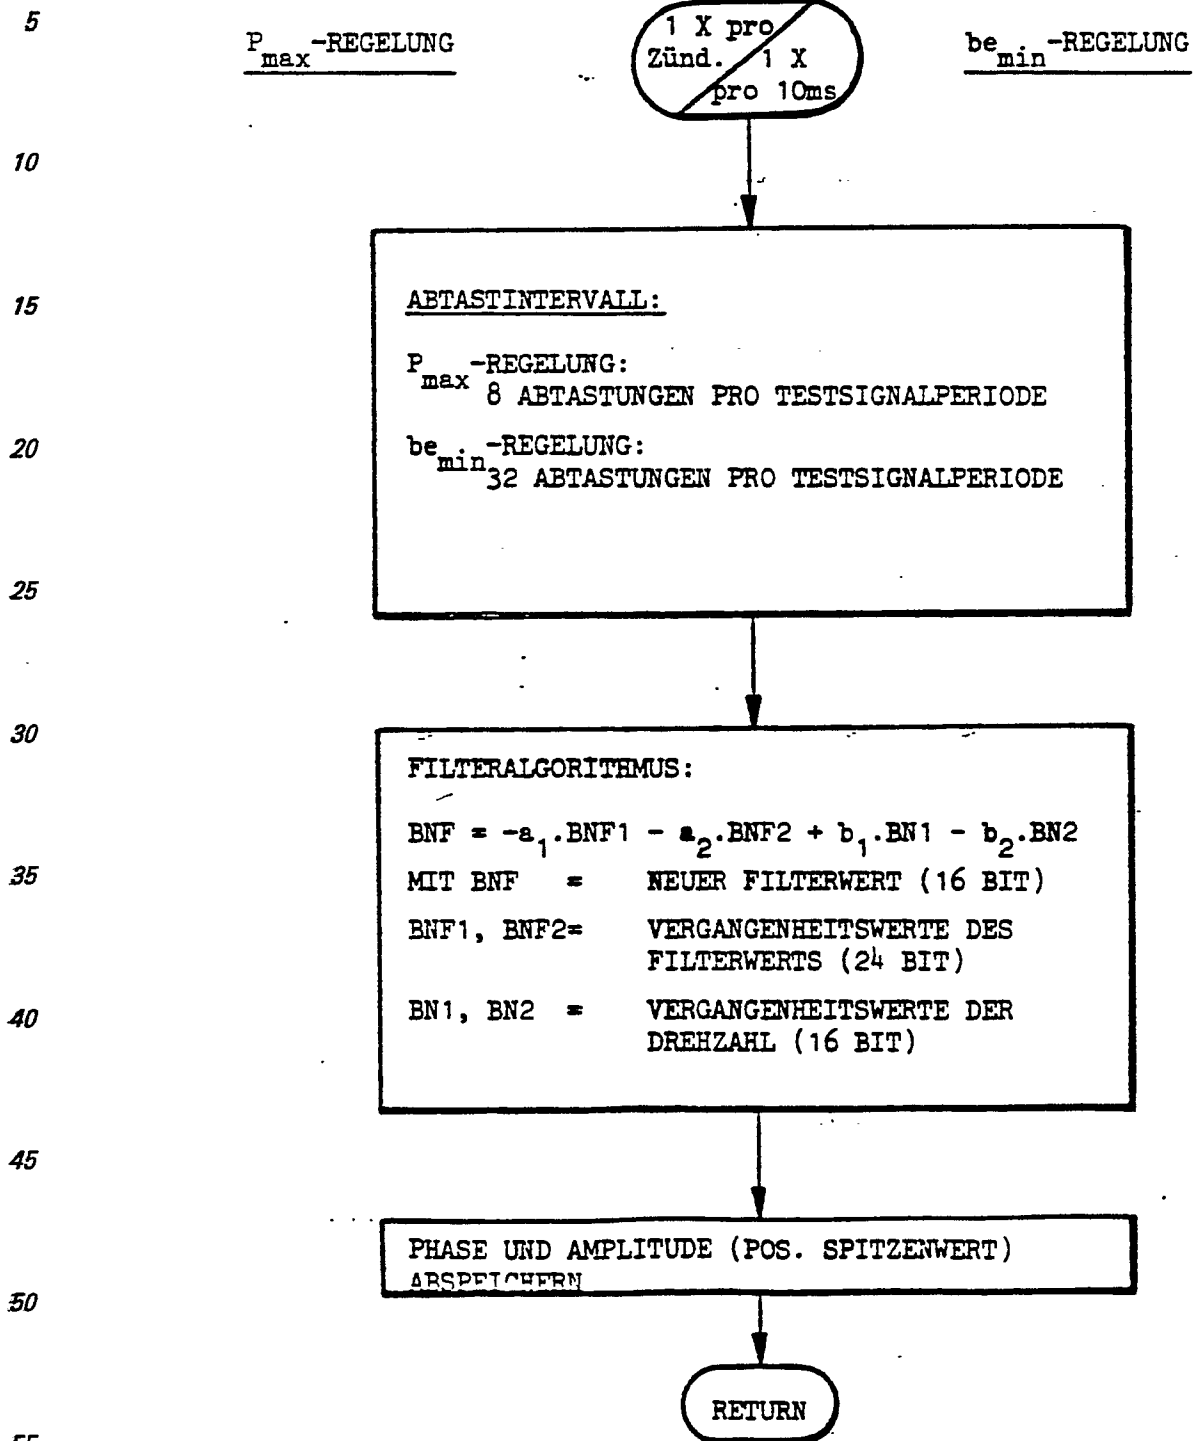 5
P_max-REGELUNG
1 X pro
Zünd.
1 X
pro 10ms
be_min-REGELUNG
10
15
ABTASTINTERVALL:
P_max-REGELUNG:
8 ABTASTUNGEN PRO TESTSIGNALPERIODE
20
be_min-REGELUNG:
32 ABTASTUNGEN PRO TESTSIGNALPERIODE
25
30
FILTERALGORITHMUS:
BNF = -a_1.BNF1 - a_2.BNF2 + b_1.BN1 - b_2.BN2
35
MIT BNF = NEUER FILTERWERT (16 BIT)
BNF1, BNF2= VERGANGENHEITSWERTE DES
FILTERWERTS (24 BIT)
40
BN1, BN2 = VERGANGENHEITSWERTE DER
DREHZAHL (16 BIT)
45
PHASE UND AMPLITUDE (POS. SPITZENWERT)
ABSPEICHERN
50
RETURN
55